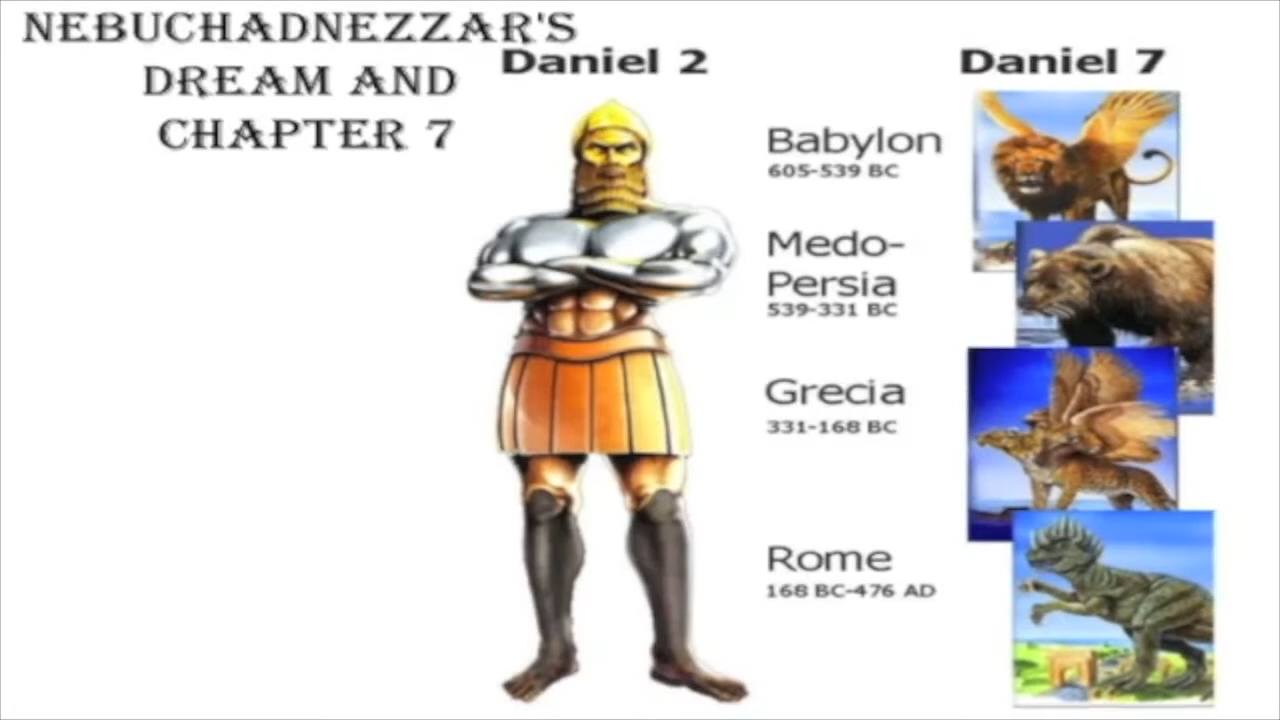 NEBUCHADNEZZAR'S
DREAM AND
CHAPTER 7
Daniel 2
Daniel 7
Babylon
605-539 BC
Medo-
Persia
539-331 BC
Grecia
331-168 BC
Rome
168 BC-476 AD